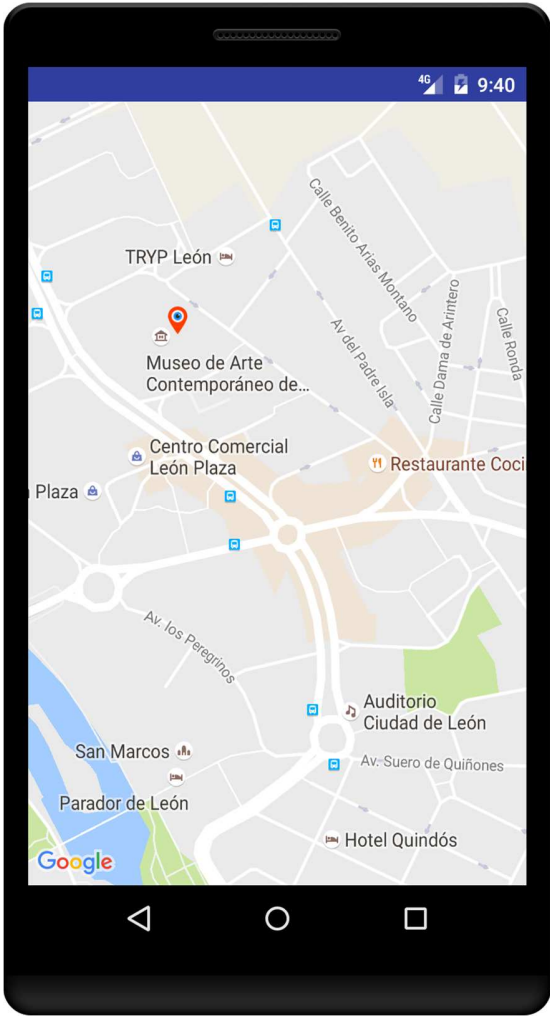 4G 9:40
Calle Benito Arias Montano
TRYP León
Av del Padre Isla
Calle Dama de Arintero
Calle Ronda
Museo de Arte
Contemporáneo de...
Centro Comercial
León Plaza
Restaurante Coci
Plaza
Av. los Peregrinos
Auditorio
Ciudad de León
San Marcos
Av. Suero de Quiñones
Parador de León
Hotel Quindós
Google